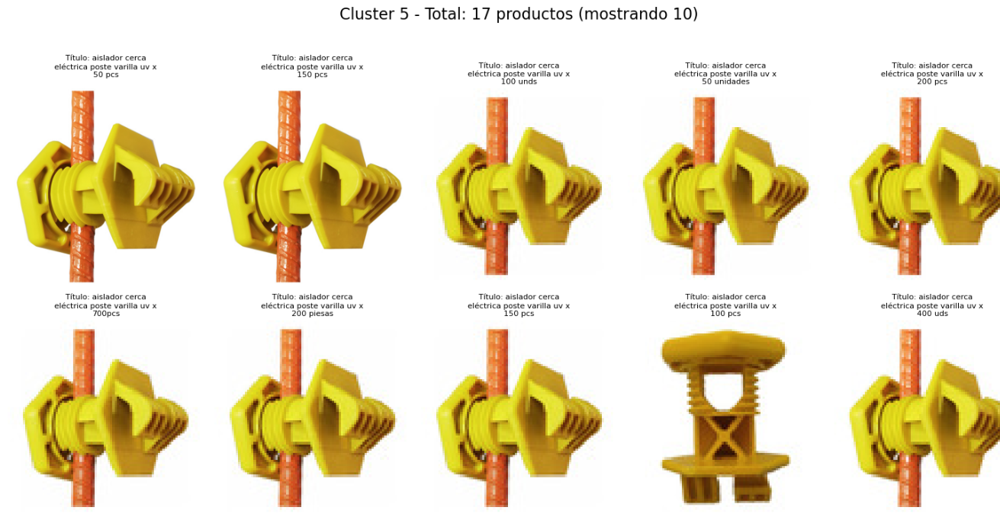 Cluster 5 - Total: 17 productos (mostrando 10)
Título: aislador cerca
eléctrica poste varilla uv x
50 pcs
Título: aislador cerca
eléctrica poste varilla uv x
150 pcs
Título: aislador cerca
eléctrica poste varilla uv x
100 unds
Título: aislador cerca
eléctrica poste varilla uv x
50 unidades
Título: aislador cerca
eléctrica poste varilla uv x
200 pcs
Título: aislador cerca
eléctrica poste varilla uv x
700pcs
Título: aislador cerca
eléctrica poste varilla uv x
200 piesas
Título: aislador cerca
eléctrica poste varilla uv x
150 pcs
Título: aislador cerca
eléctrica poste varilla uv x
100 pcs
Título: aislador cerca
eléctrica poste varilla uv x
400 uds